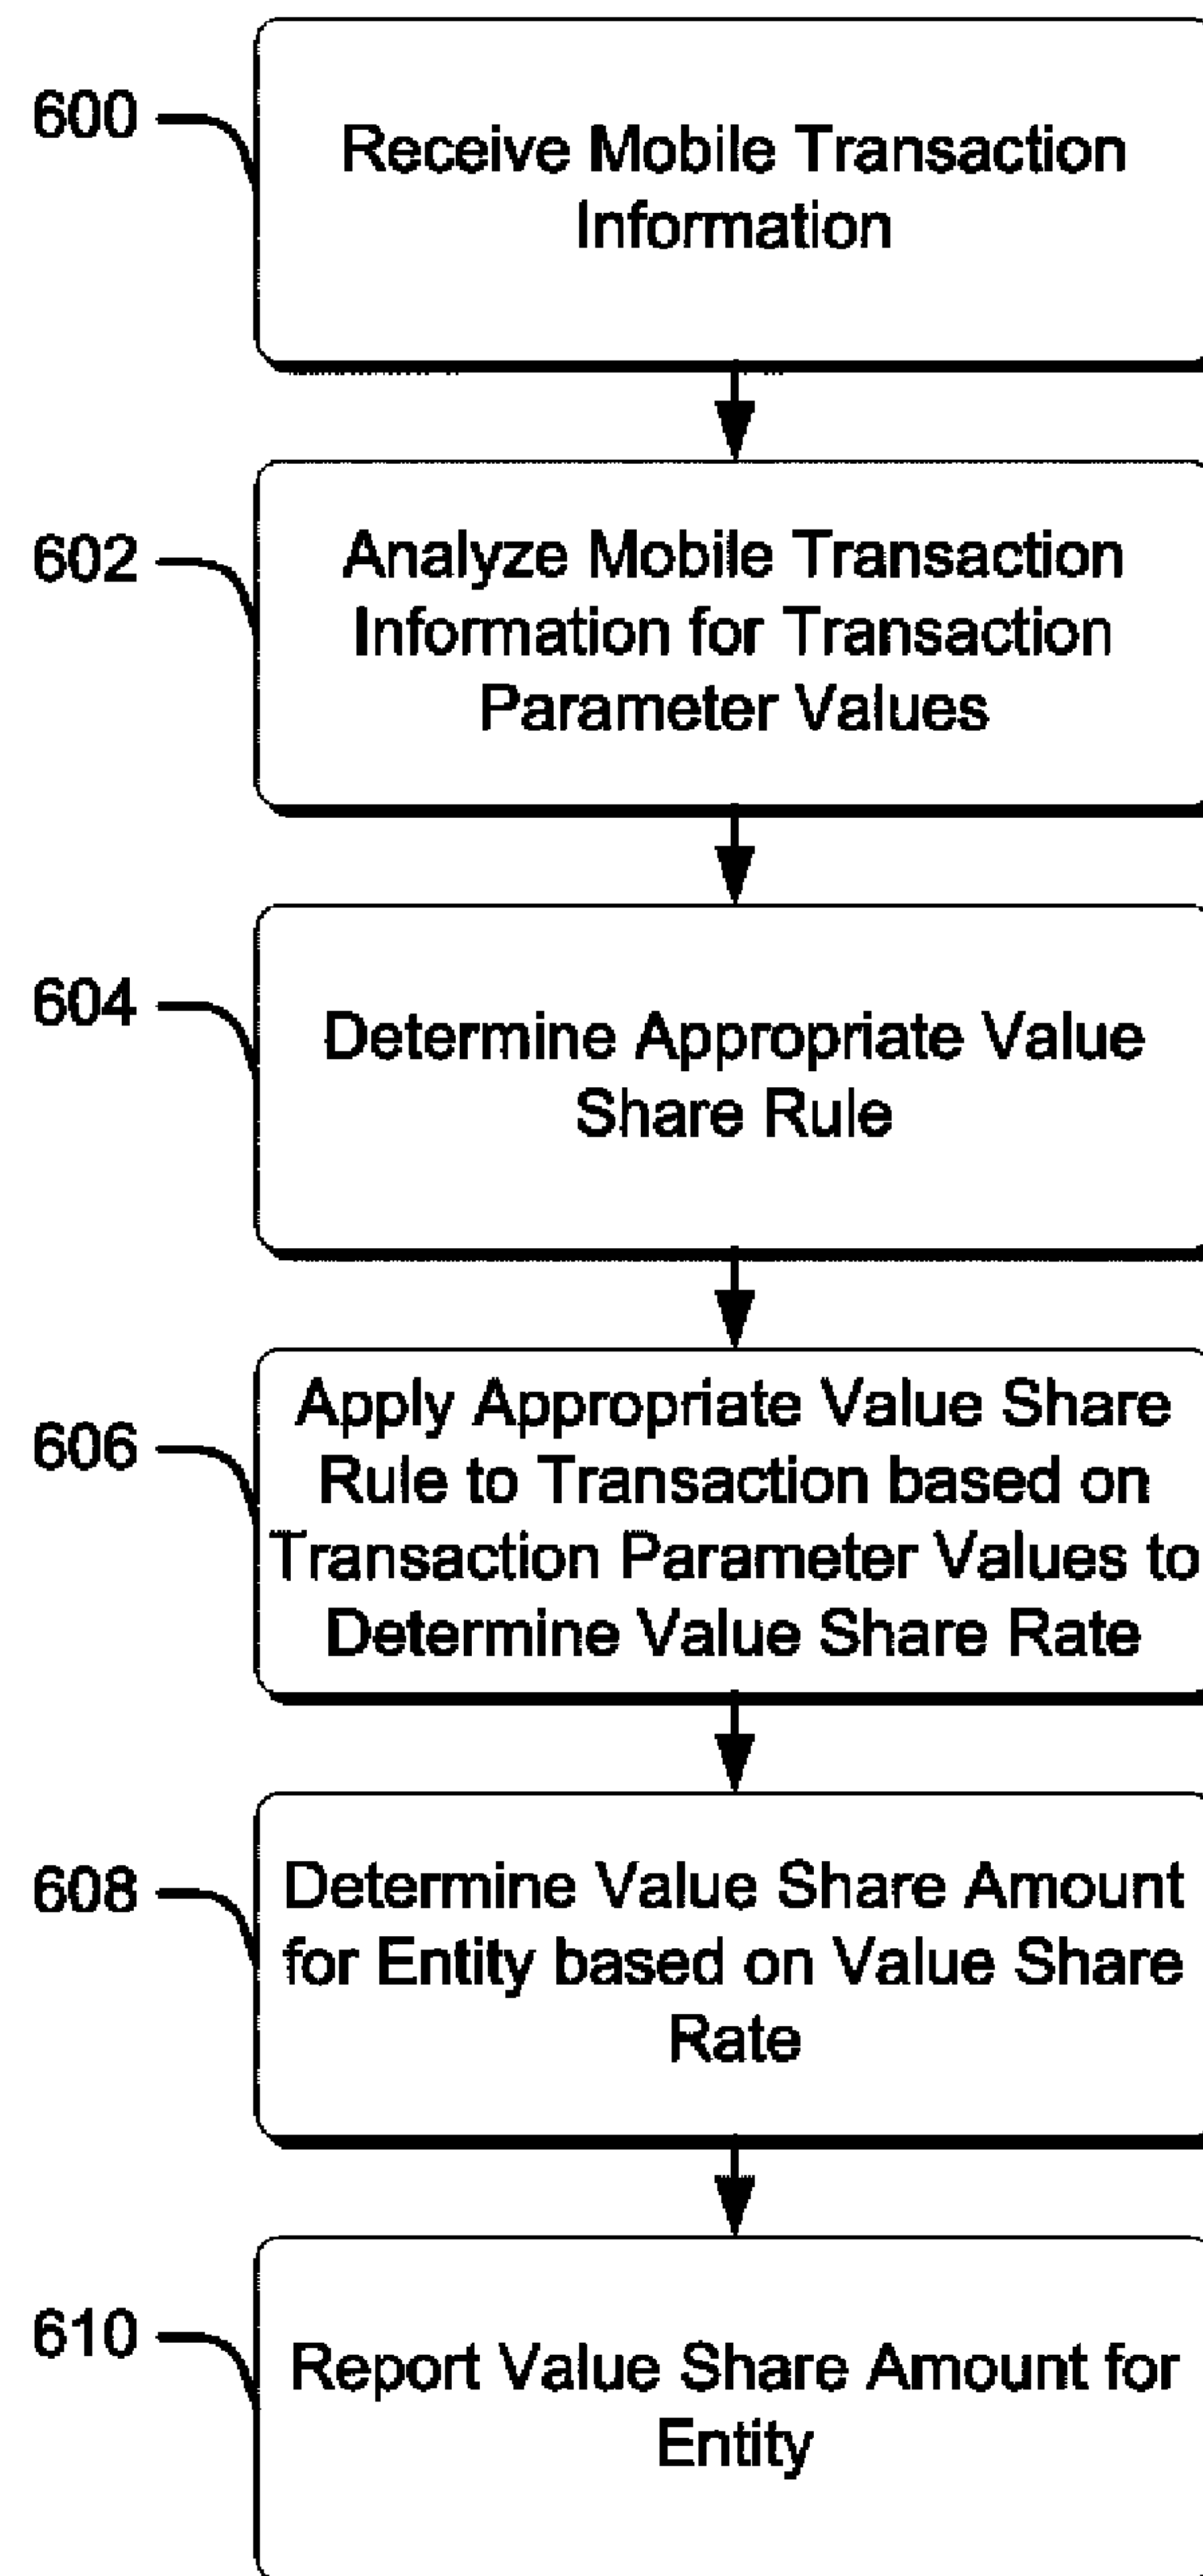 600
Receive Mobile Transaction
Information
602
Analyze Mobile Transaction
Information for Transaction
Parameter Values
604
Determine Appropriate Value
Share Rule
606
Apply Appropriate Value Share
Rule to Transaction based on
Transaction Parameter Values to
Determine Value Share Rate
608
Determine Value Share Amount
for Entity based on Value Share
Rate
610
Report Value Share Amount for
Entity